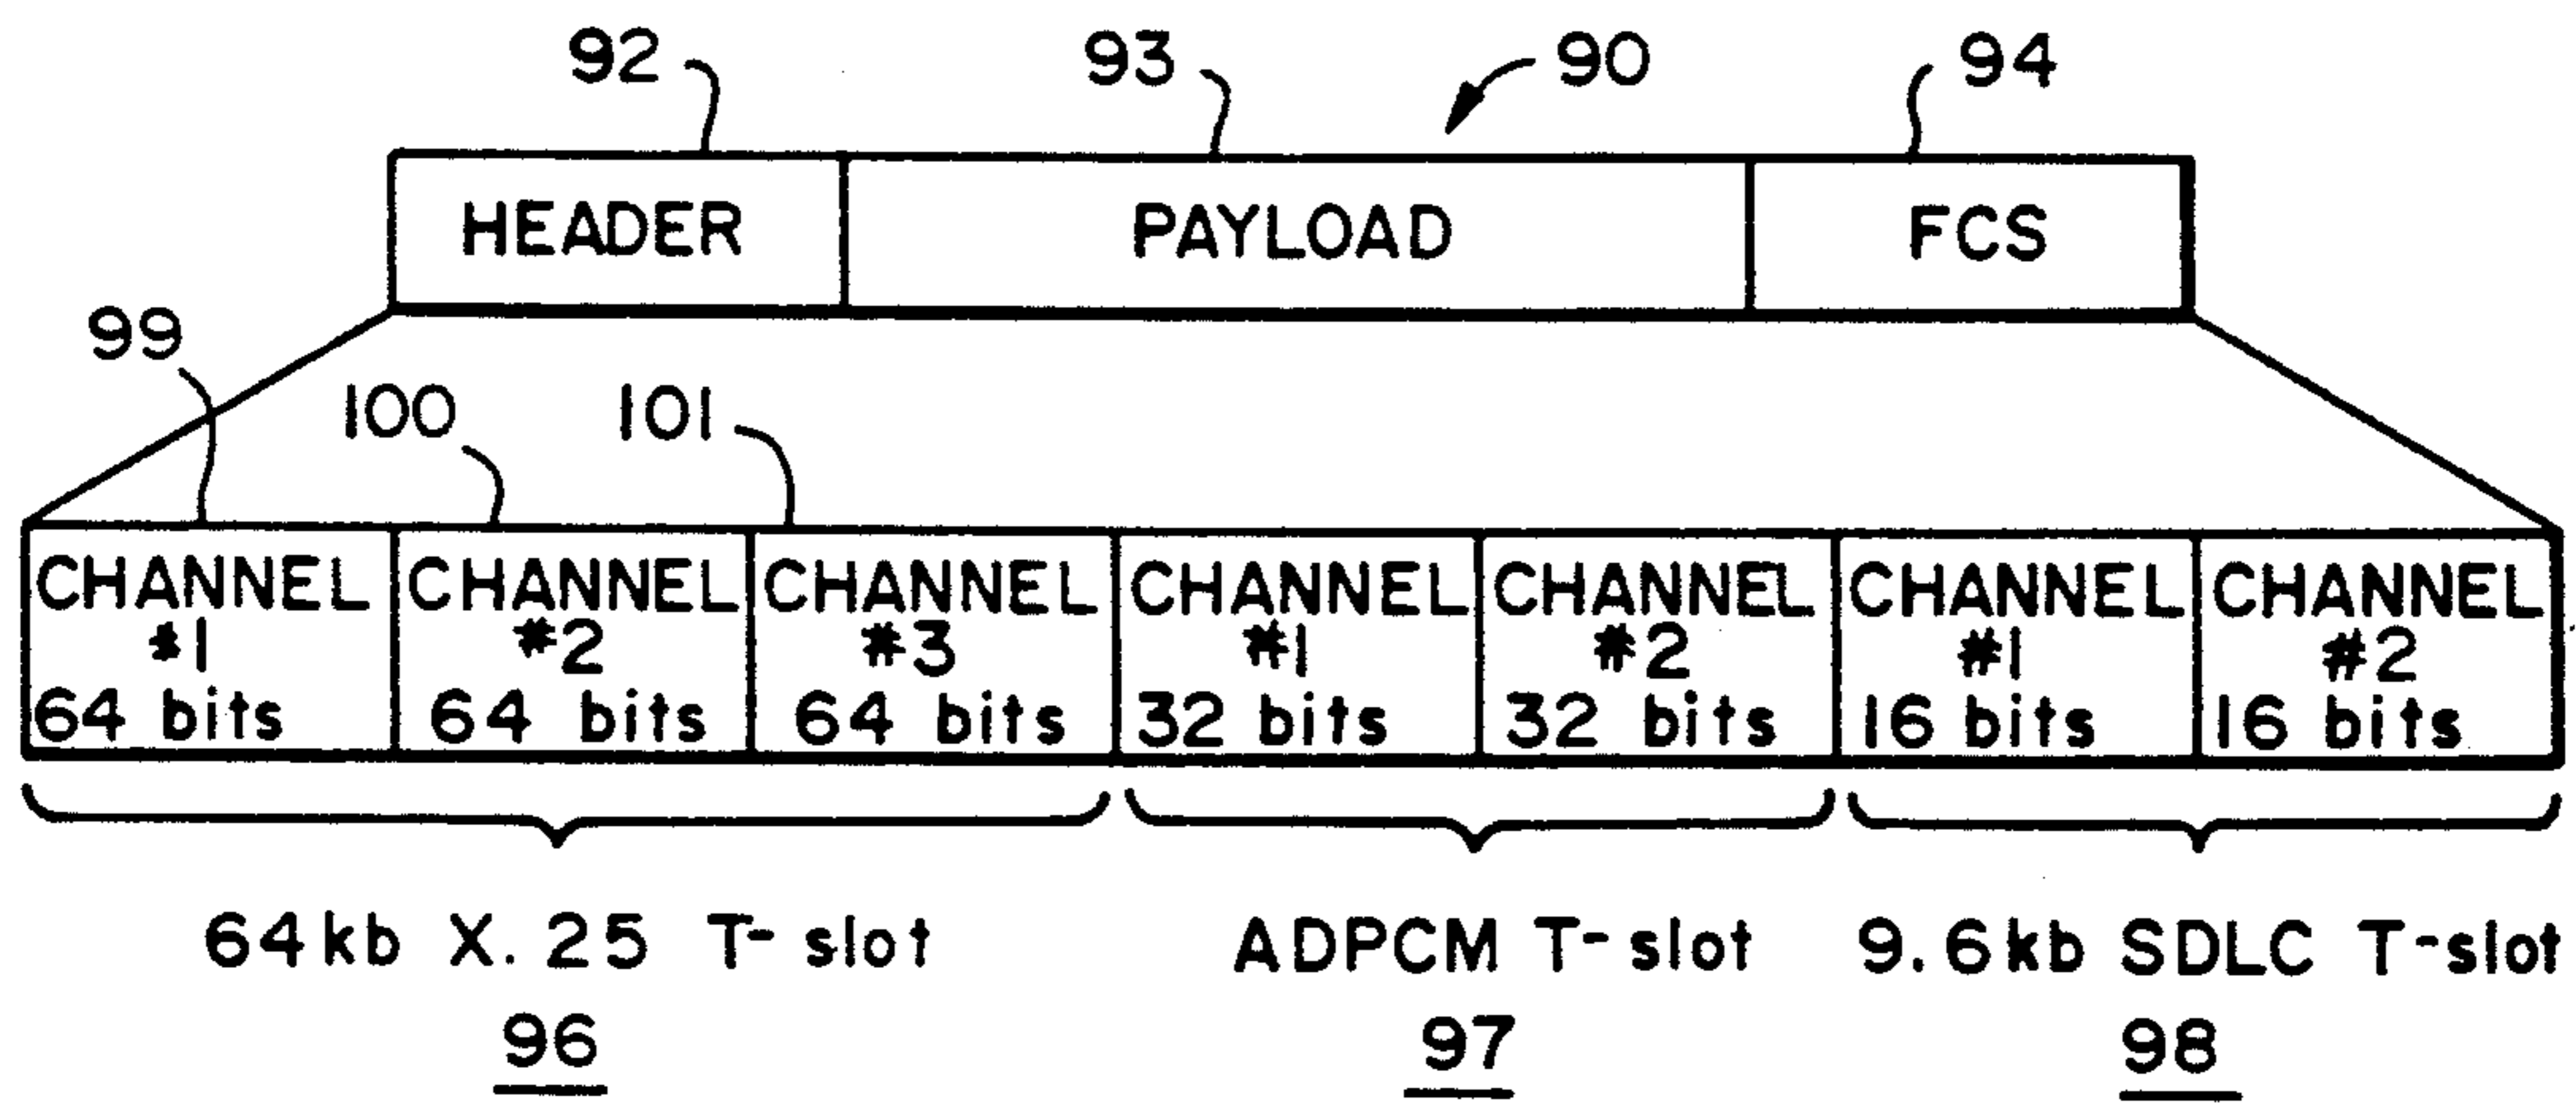 92 93 90 94
HEADER PAYLOAD FCS
99 100 101
CHANNEL CHANNEL CHANNEL CHANNEL CHANNEL CHANNEL CHANNEL
#1 #2 #3 #1 #2 #1 #2
64 bits 64 bits 64 bits 32 bits 32 bits 16 bits 16 bits
64kb X.25 T-slot ADPCM T-slot 9.6kb SDLC T-slot
96 97 98